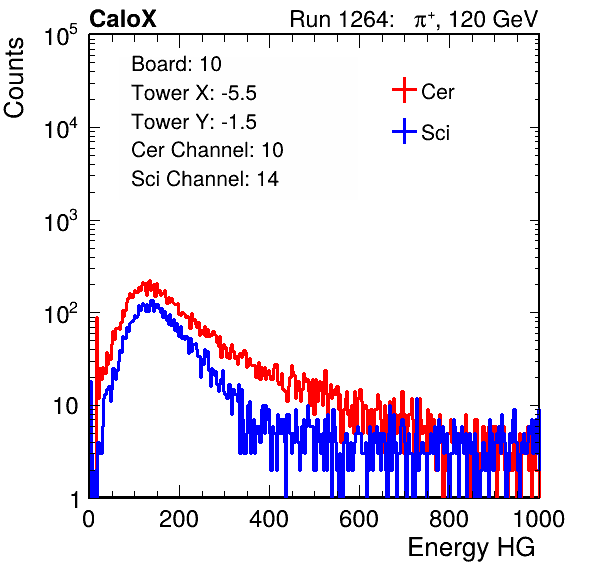 CaloX Run 1264: π⁺, 120 GeV
Counts
10⁵
10⁴
10³
10²
10
1
Board: 10
Tower X: -5.5
Tower Y: -1.5
Cer Channel: 10
Sci Channel: 14
Cer
Sci
0 200 400 600 800 1000
Energy HG